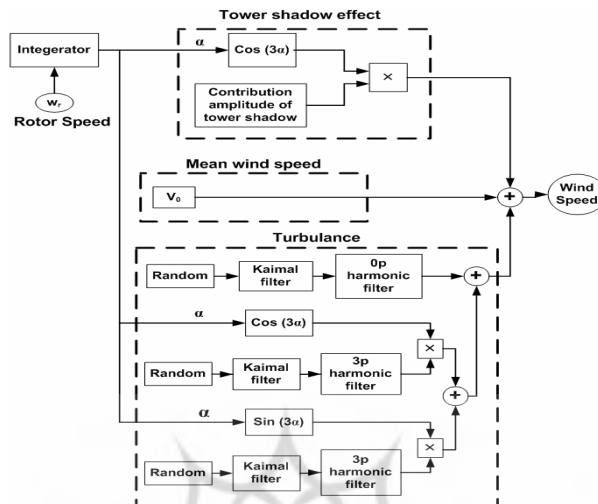 Tower shadow effect
Integerator
α
Cos (3α)
X
Contribution
amplitude of
tower shadow
wᵣ
Rotor Speed
Mean wind speed
V₀
+
Wind
Speed
Turbulance
Random
Kaimal
filter
0p
harmonic
filter
+
α
Cos (3α)
X
Random
Kaimal
filter
3p
harmonic
filter
+
α
Sin (3α)
X
Random
Kaimal
filter
3p
harmonic
filter